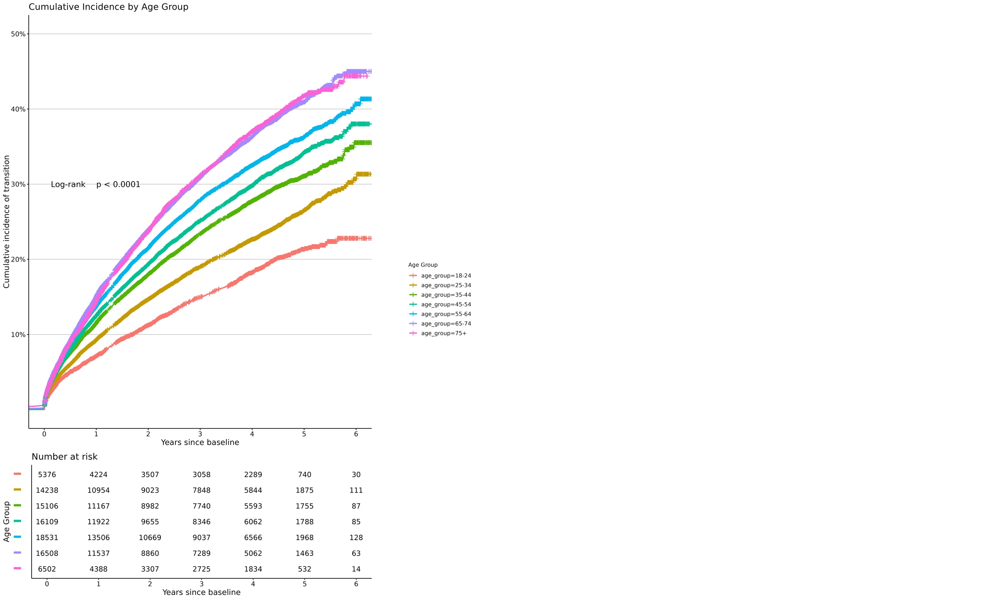 Cumulative Incidence by Age Group
Cumulative incidence of transition
50%
40%
30%
20%
10%
Log-rank p < 0.0001
0 1 2 3 4 5 6
Years since baseline
Age Group
age_group=18-24
age_group=25-34
age_group=35-44
age_group=45-54
age_group=55-64
age_group=65-74
age_group=75+
Number at risk
Age Group
5376 4224 3507 3058 2289 740 30
14238 10954 9023 7848 5844 1875 111
15106 11167 8982 7740 5593 1755 87
16109 11922 9655 8346 6062 1788 85
18531 13506 10669 9037 6566 1968 128
16508 11537 8860 7289 5062 1463 63
6502 4388 3307 2725 1834 532 14
0 1 2 3 4 5 6
Years since baseline